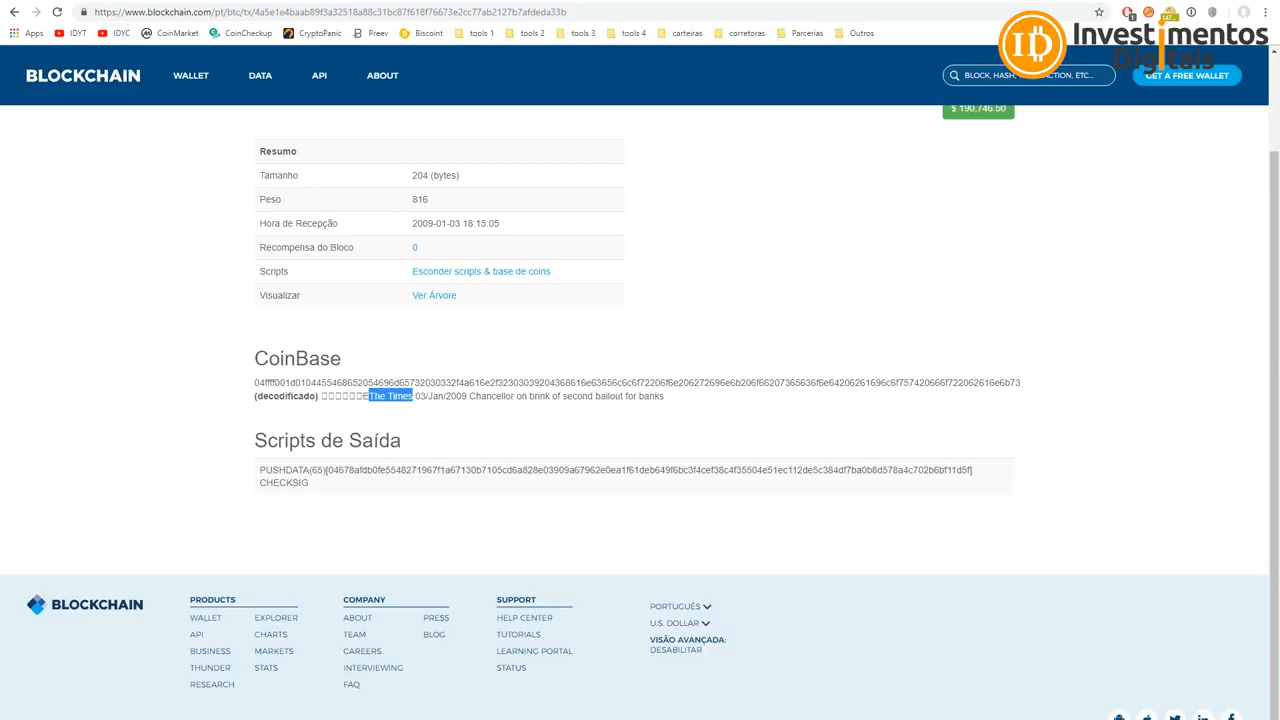 https://www.blockchain.com/pt/btc/tx/4a5e1e4baab89f3a32518a88c31bc87f618f76673e2cc77ab2127b7afdeda33b
Apps IDYT IDYC CoinMarket CoinCheckup CryptoPanic Preev Biscoint tools 1 tools 2 tools 3 tools 4 carteiras corretoras Parcerias Outros
Investimentos
Digitais
BLOCKCHAIN WALLET DATA API ABOUT BLOCK, HASH, TRANSACTION, ETC... GET A FREE WALLET
$ 190,746.50
Resumo
Tamanho 204 (bytes)
Peso 816
Hora de Recepção 2009-01-03 18:15:05
Recompensa do Bloco 0
Scripts Esconder scripts & base de coins
Visualizar Ver Árvore
CoinBase
04ffff001d0104455468652054696d65732030332f4a616e2f32303039204368616e63656c6c6f72206f6e206272696e6b206f66207365636f6e64206261696c6f757420666f722062616e6b73
(decodificado) □□□□□□EThe Times 03/Jan/2009 Chancellor on brink of second bailout for banks
Scripts de Saída
PUSHDATA(65)[04678afdb0fe5548271967f1a67130b7105cd6a828e03909a67962e0ea1f61deb649f6bc3f4cef38c4f35504e51ec112de5c384df7ba0b8d578a4c702b6bf11d5f]
CHECKSIG
BLOCKCHAIN
PRODUCTS
WALLET EXPLORER
API CHARTS
BUSINESS MARKETS
THUNDER STATS
RESEARCH
COMPANY
ABOUT PRESS
TEAM BLOG
CAREERS
INTERVIEWING
FAQ
SUPPORT
HELP CENTER
TUTORIALS
LEARNING PORTAL
STATUS
PORTUGUÊS
U.S. DOLLAR
VISÃO AVANÇADA:
DESABILITAR